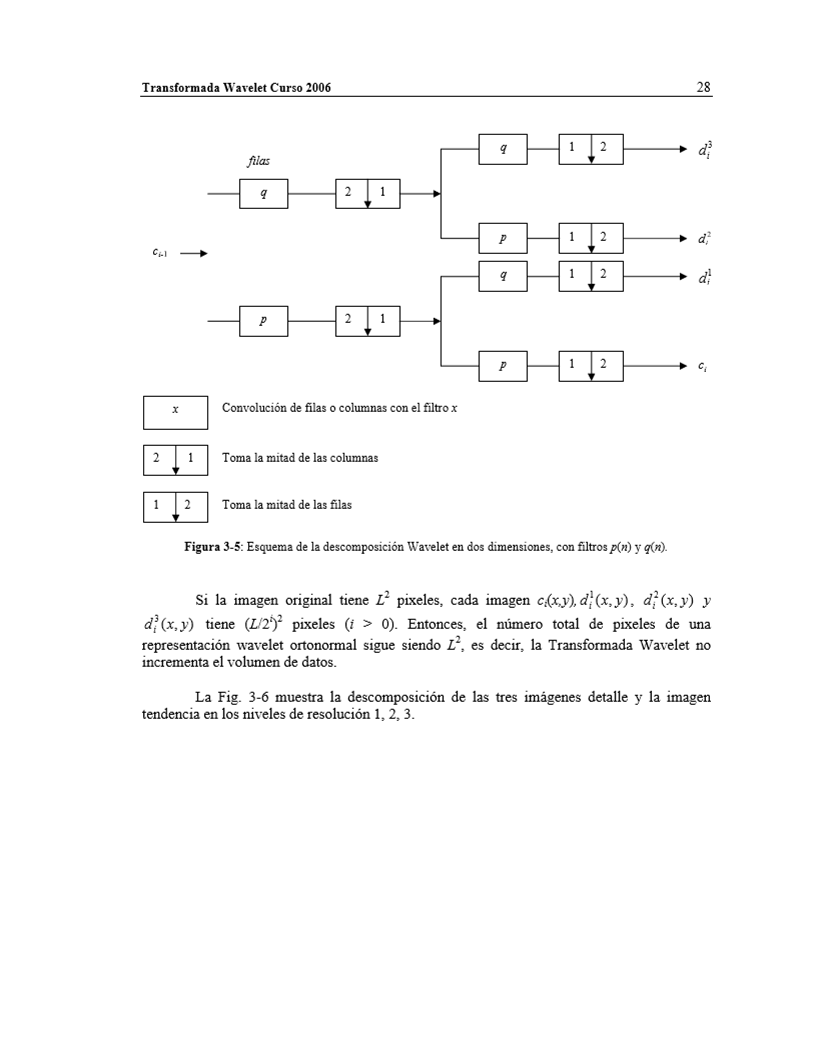 Transformada Wavelet Curso 2006 28
q 1 2 d_i^3
filas
q 2 1
p 1 2 d_i^2
c_{i-1}
q 1 2 d_i^1
p 2 1
p 1 2 c_i
x Convolución de filas o columnas con el filtro x
2 1 Toma la mitad de las columnas
1 2 Toma la mitad de las filas
Figura 3-5: Esquema de la descomposición Wavelet en dos dimensiones, con filtros p(n) y q(n).
Si la imagen original tiene L^2 pixeles, cada imagen c_i(x,y), d_i^1(x, y), d_i^2(x, y) y
d_i^3(x, y) tiene (L/2^i)^2 pixeles (i > 0). Entonces, el número total de pixeles de una
representación wavelet ortonormal sigue siendo L^2, es decir, la Transformada Wavelet no
incrementa el volumen de datos.
La Fig. 3-6 muestra la descomposición de las tres imágenes detalle y la imagen
tendencia en los niveles de resolución 1, 2, 3.